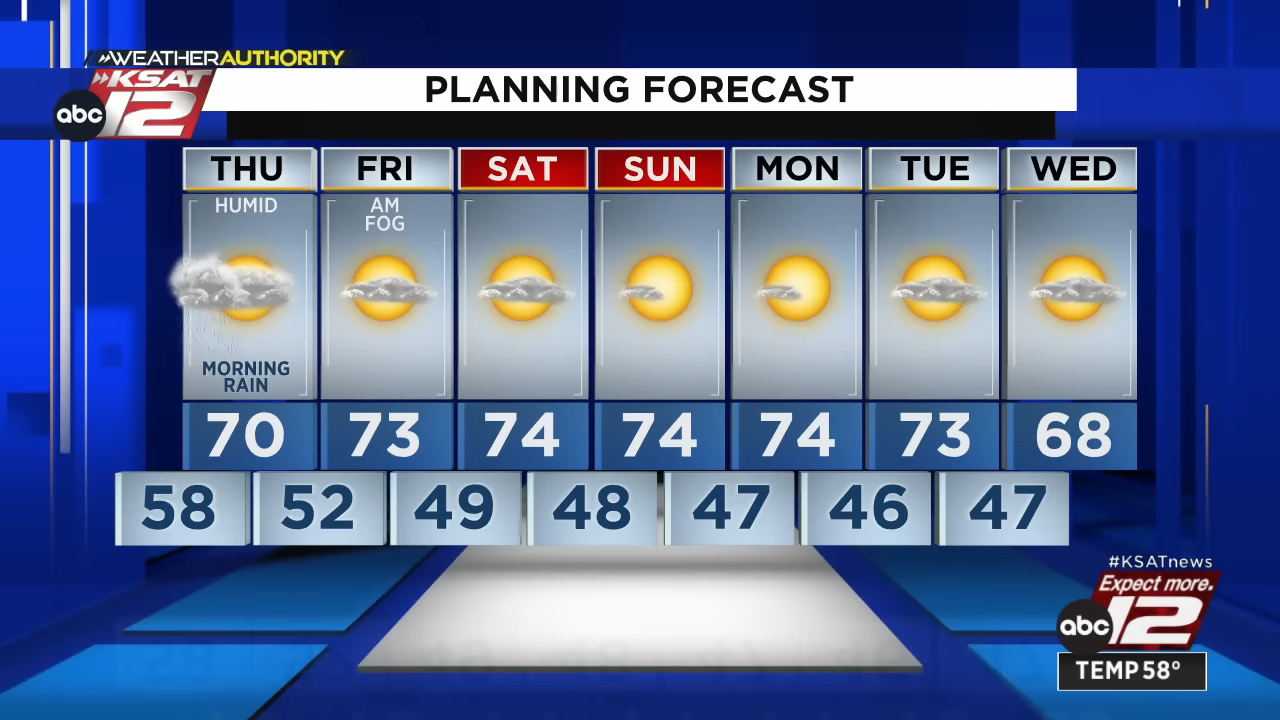 WEATHERAUTHORITY
KSAT
abc 12
PLANNING FORECAST
THU FRI SAT SUN MON TUE WED
HUMID
AM
FOG
MORNING
RAIN
70 73 74 74 74 73 68
58 52 49 48 47 46 47
#KSATnews
Expect more.
abc 12
TEMP 58°